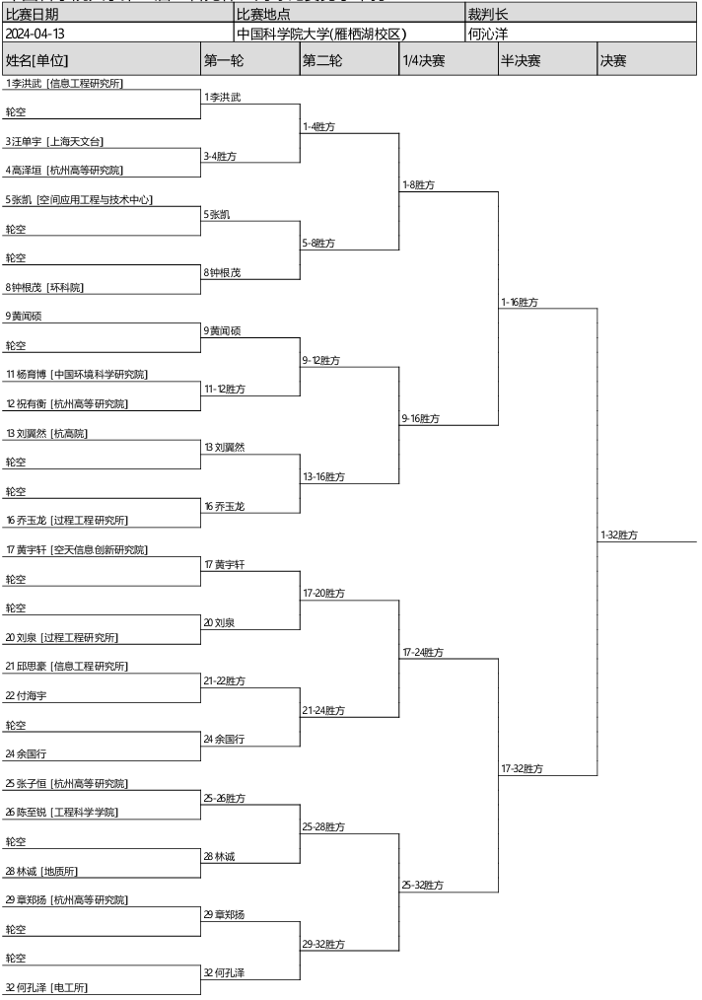 比赛日期 比赛地点 裁判长
2024-04-13 中国科学院大学(雁栖湖校区) 何沁洋
姓名[单位] 第一轮 第二轮 1/4决赛 半决赛 决赛
1 李洪武 [信息工程研究所]
1 李洪武
轮空
1-4胜方
3 汪单宇 [上海天文台]
3-4胜方
4 高泽垣 [杭州高等研究院]
1-8胜方
5 张凯 [空间应用工程与技术中心]
5 张凯
轮空
5-8胜方
轮空
8 钟根茂
8 钟根茂 [环科院]
1-16胜方
9 黄闻硕
9 黄闻硕
轮空
9-12胜方
11 杨育博 [中国环境科学研究院]
11-12胜方
12 祝有衡 [杭州高等研究院]
9-16胜方
13 刘翼然 [杭高院]
13 刘翼然
轮空
13-16胜方
轮空
16 乔玉龙
16 乔玉龙 [过程工程研究所]
1-32胜方
17 黄宇轩 [空天信息创新研究院]
17 黄宇轩
轮空
17-20胜方
轮空
20 刘泉
20 刘泉 [过程工程研究所]
17-24胜方
21 邱思豪 [信息工程研究所]
21-22胜方
22 付海宇
21-24胜方
轮空
24 余国行
24 余国行
17-32胜方
25 张子恒 [杭州高等研究院]
25-26胜方
26 陈至锐 [工程科学学院]
25-28胜方
轮空
28 林诚
28 林诚 [地质所]
25-32胜方
29 章郑扬 [杭州高等研究院]
29 章郑扬
轮空
29-32胜方
轮空
32 何孔泽
32 何孔泽 [电工所]